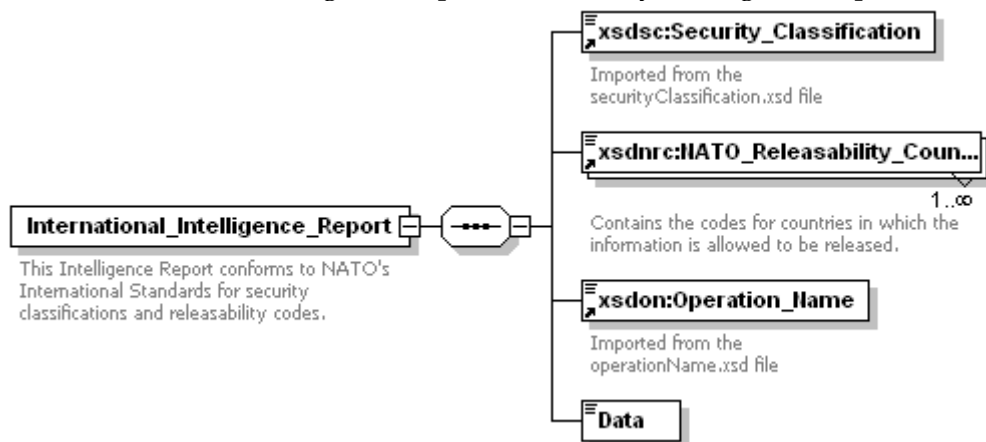 xsdsc:Security_Classification
Imported from the
securityClassification.xsd file
xsdnrc:NATO_Releasability_Coun...
1..∞
Contains the codes for countries in which the
information is allowed to be released.
International_Intelligence_Report
This Intelligence Report conforms to NATO's
International Standards for security
classifications and releasability codes.
xsdon:Operation_Name
Imported from the
operationName.xsd file
Data